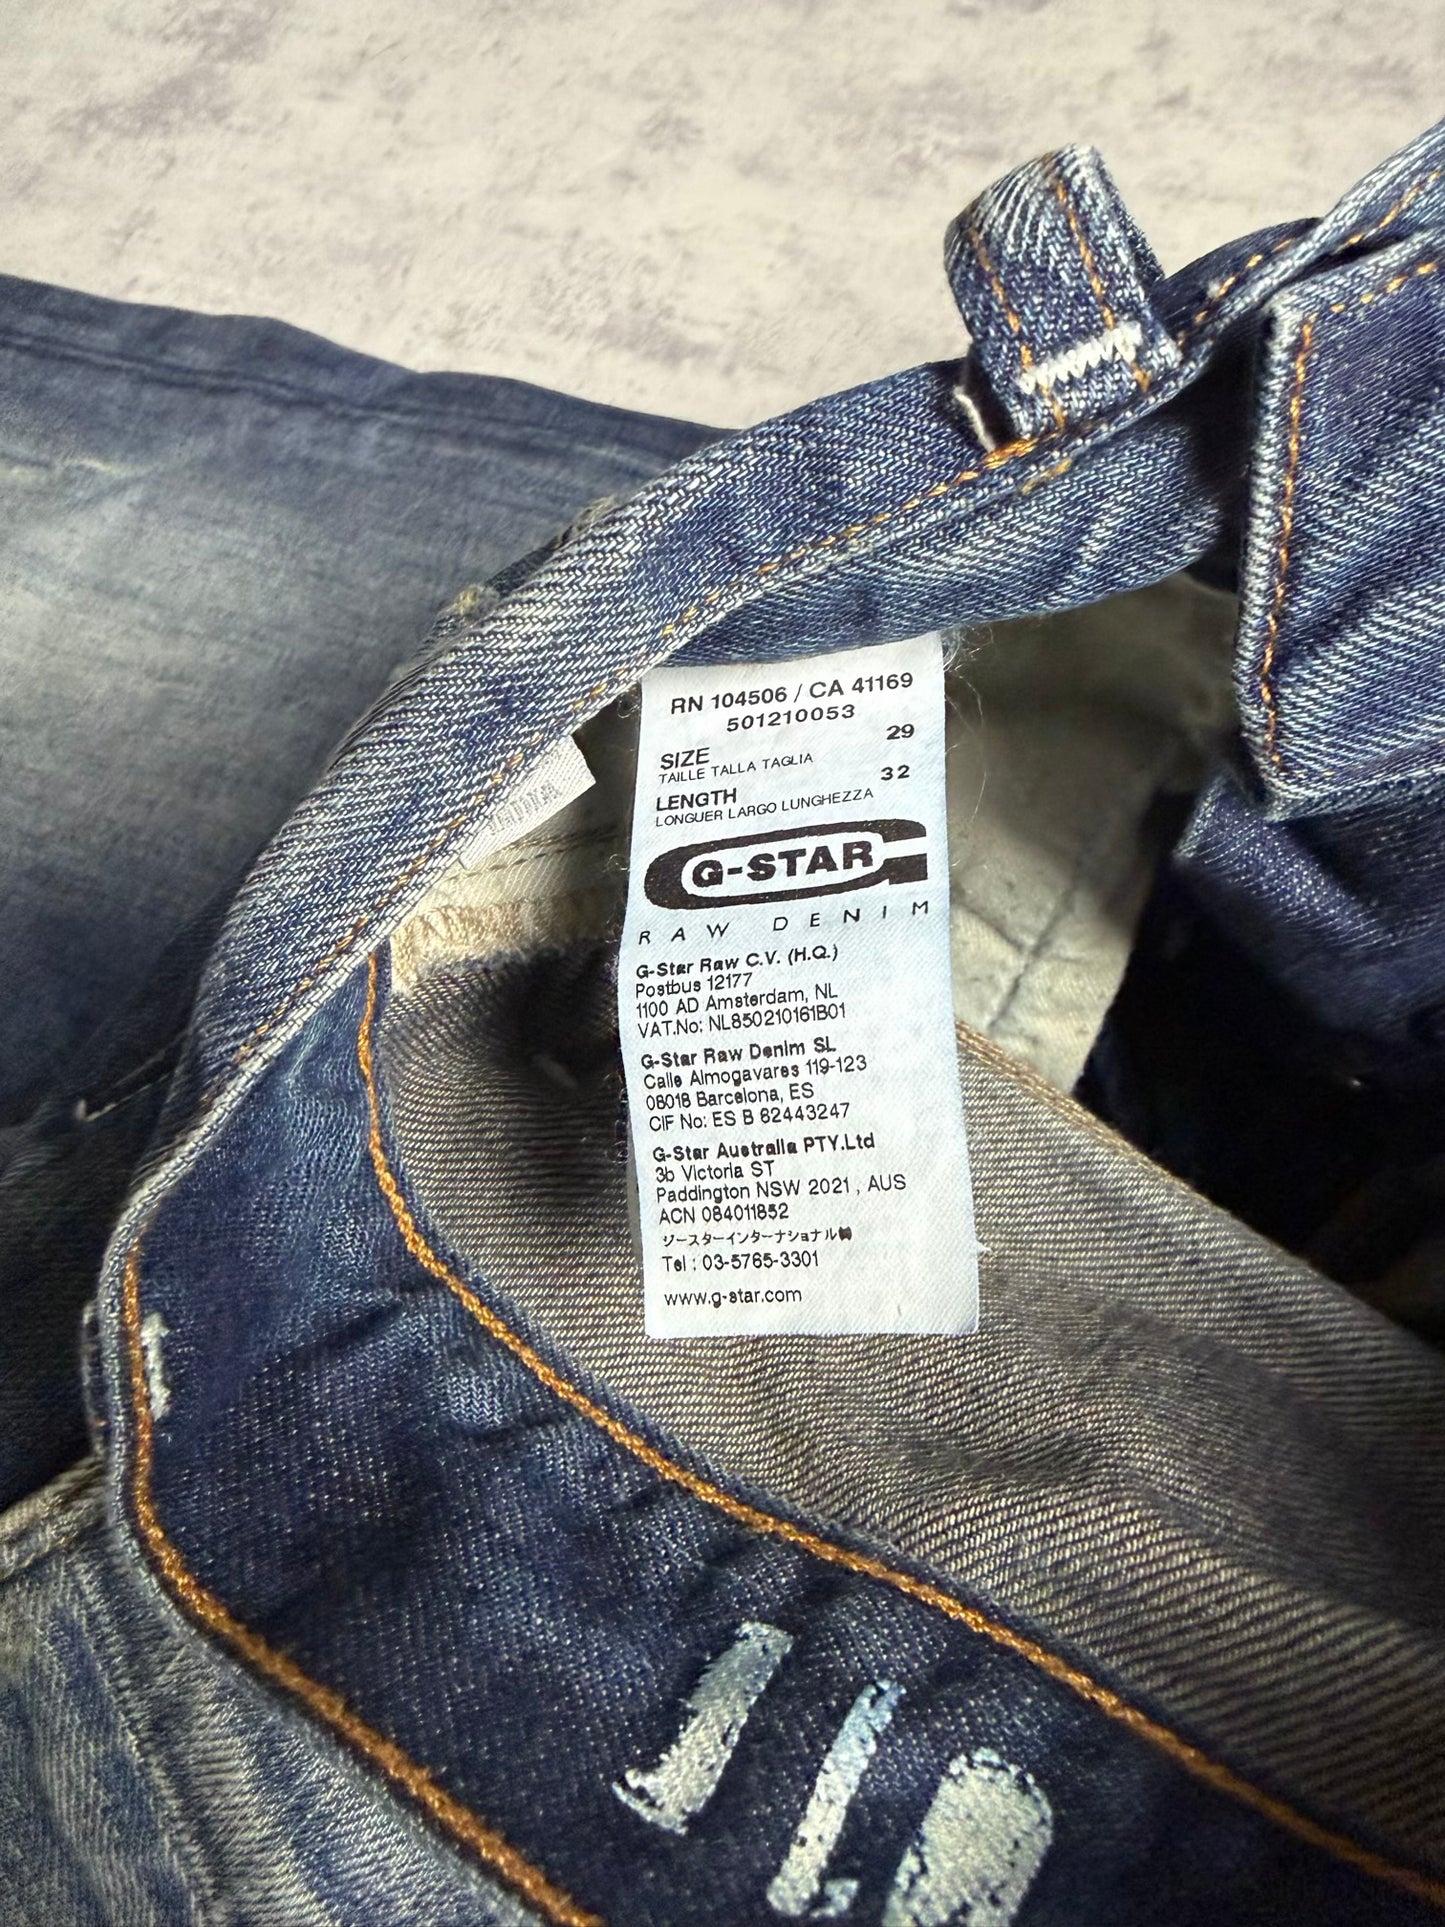 RN 104506 / CA 41169
501210053
SIZE 29
TAILLE TALLA TAGLIA
LENGTH 32
LONGUER LARGO LUNGHEZZA
G-STAR
RAW DENIM
G-Star Raw C.V. (H.Q.)
Postbus 12177
1100 AD Amsterdam, NL
VAT.No: NL850210161B01
G-Star Raw Denim SL
Calle Almogavares 119-123
08018 Barcelona, ES
CIF No: ES B 62443247
G-Star Australia PTY.Ltd
3b Victoria ST
Paddington NSW 2021 , AUS
ACN 084011852
ジースターインターナショナル㈱
Tel : 03-5765-3301
www.g-star.com